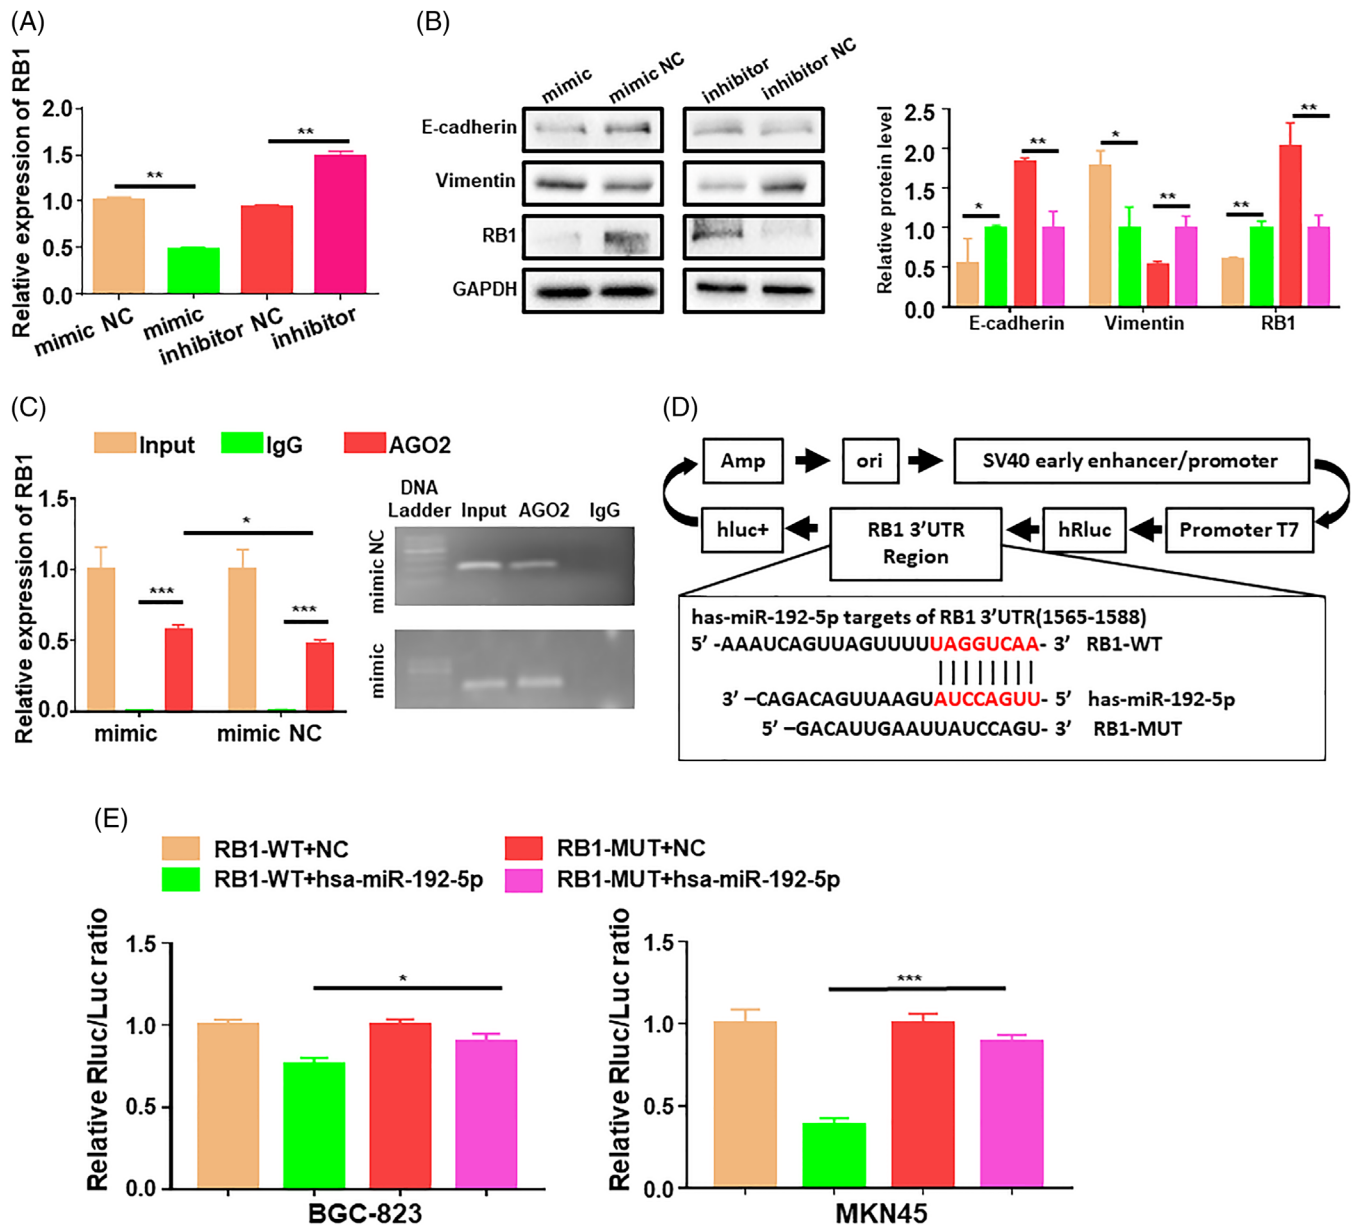 (A)
Relative expression of RB1
2.0
1.5
1.0
0.5
0.0
**
**
mimic NC
mimic
inhibitor NC
inhibitor
(B)
mimic
mimic NC
inhibitor
inhibitor NC
E-cadherin
Vimentin
RB1
GAPDH
Relative protein level
2.5
2.0
1.5
1.0
0.5
0.0
*
**
*
**
**
**
E-cadherin
Vimentin
RB1
(C)
Input
IgG
AGO2
Relative expression of RB1
1.5
1.0
0.5
0.0
***
*
***
mimic
mimic NC
DNA
Ladder Input AGO2 IgG
mimic NC
mimic
(D)
Amp
ori
SV40 early enhancer/promoter
hluc+
RB1 3’UTR
Region
hRluc
Promoter T7
has-miR-192-5p targets of RB1 3’UTR(1565-1588)
5’ -AAAUCAGUUAGUUUUUAGGUCAA- 3’ RB1-WT
3’ –CAGACAGUUAAGUAUCCAGUU- 5’ has-miR-192-5p
5’ –GACAUUGAAUUAUCCAGU- 3’ RB1-MUT
(E)
RB1-WT+NC
RB1-MUT+NC
RB1-WT+hsa-miR-192-5p
RB1-MUT+hsa-miR-192-5p
Relative Rluc/Luc ratio
1.5
1.0
0.5
0.0
*
BGC-823
Relative Rluc/Luc ratio
1.5
1.0
0.5
0.0
***
MKN45